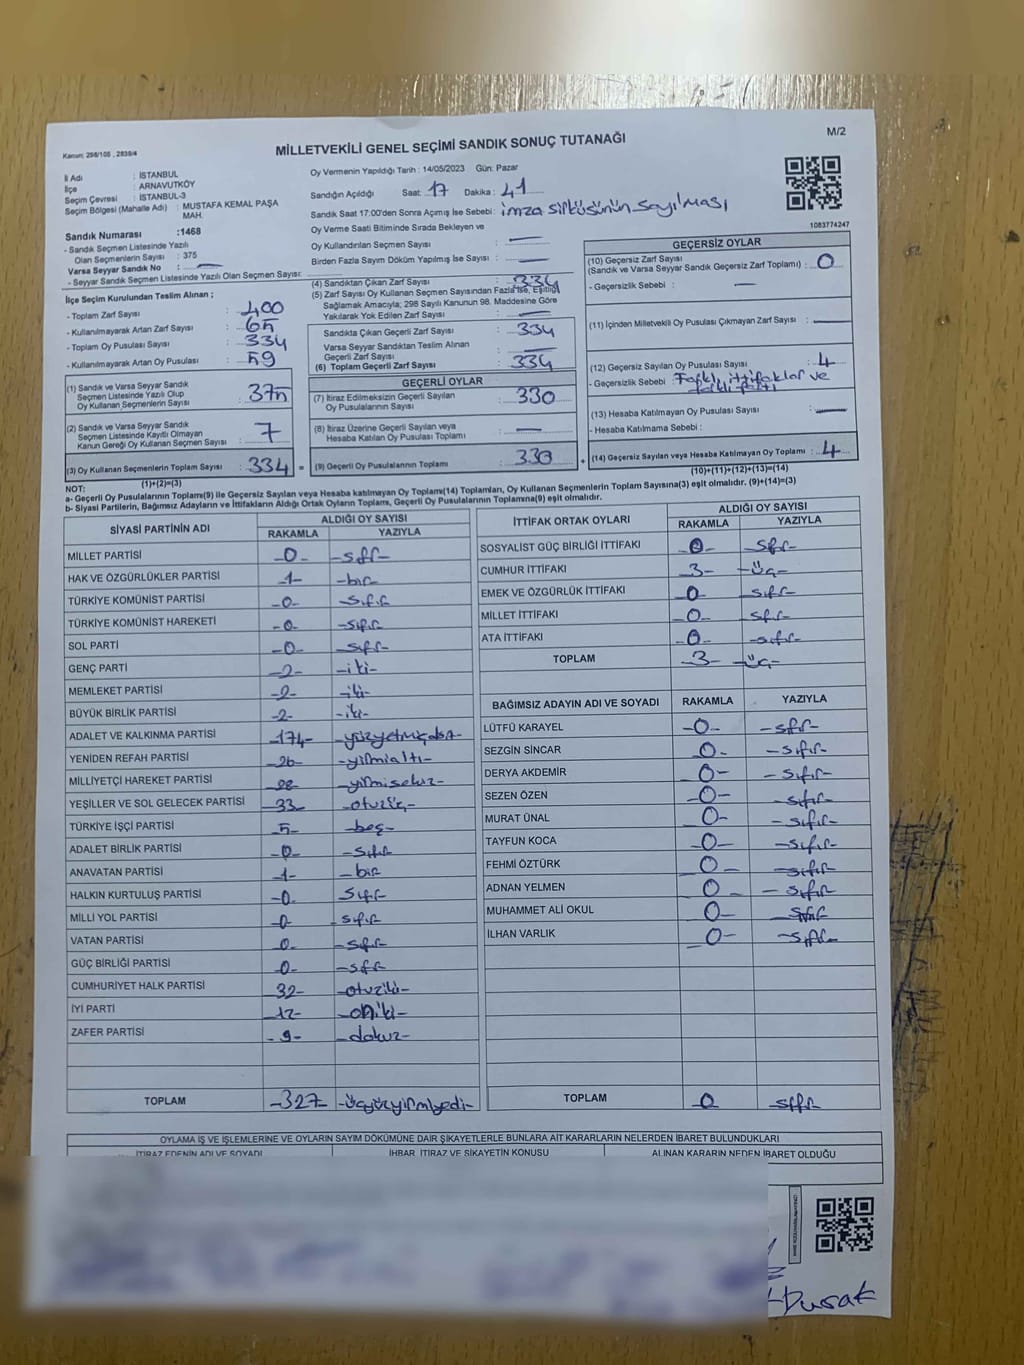 M/2
Kanun: 298/105 , 2839/4
MİLLETVEKİLİ GENEL SEÇİMİ SANDIK SONUÇ TUTANAĞI
İl Adı : İSTANBUL
İlçe : ARNAVUTKÖY
Seçim Çevresi : İSTANBUL-3
Seçim Bölgesi (Mahalle Adı) : MUSTAFA KEMAL PAŞA
MAH.
Sandık Numarası :1468
- Sandık Seçmen Listesinde Yazılı
Olan Seçmenlerin Sayısı : 375
Varsa Seyyar Sandık No : —
- Seyyar Sandık Seçmen Listesinde Yazılı Olan Seçmen Sayısı:
Oy Vermenin Yapıldığı Tarih : 14/05/2023 Gün: Pazar
Sandığın Açıldığı Saat: 17 Dakika : 41
Sandık Saat 17:00'den Sonra Açımış İse Sebebi: imza sirküsünün sayılması
Oy Verme Saati Bitiminde Sırada Bekleyen ve
Oy Kullandırılan Seçmen Sayısı : —
Birden Fazla Sayım Döküm Yapılmış İse Sayısı : —
1083774247
İlçe Seçim Kurulundan Teslim Alınan ;
- Toplam Zarf Sayısı : 400
- Kullanılmayarak Artan Zarf Sayısı :
- Toplam Oy Pusulası Sayısı : 334
- Kullanılmayarak Artan Oy Pusulası :
(1) Sandık ve Varsa Seyyar Sandık
Seçmen Listesinde Yazılı Olup
Oy Kullanan Seçmenlerin Sayısı :
(2) Sandık ve Varsa Seyyar Sandık
Seçmen Listesinde Kayıtlı Olmayan
Kanun Gereği Oy Kullanan Seçmen Sayısı : 7
(3) Oy Kullanan Seçmenlerin Toplam Sayısı : 334 =
(1)+(2)=(3)
(4) Sandıktan Çıkan Zarf Sayısı : 334
(5) Zarf Sayısı Oy Kullanan Seçmen Sayısından Fazla İse, Eşitliği
Sağlamak Amacıyla; 298 Sayılı Kanunun 98. Maddesine Göre
Yakılarak Yok Edilen Zarf Sayısı : —
Sandıkta Çıkan Geçerli Zarf Sayısı : 334
Varsa Seyyar Sandıktan Teslim Alınan
Geçerli Zarf Sayısı : —
(6) Toplam Geçerli Zarf Sayısı : 334
GEÇERLİ OYLAR
(7) İtiraz Edilmeksizin Geçerli Sayılan
Oy Pusulalarının Sayısı : 330
(8) İtiraz Üzerine Geçerli Sayılan veya
Hesaba Katılan Oy Pusulası Toplamı : —
(9) Geçerli Oy Pusulalarının Toplamı : 330 +
GEÇERSİZ OYLAR
(10) Geçersiz Zarf Sayısı
(Sandık ve Varsa Seyyar Sandık Geçersiz Zarf Toplamı) : 0
- Geçersizlik Sebebi : —
(11) İçinden Milletvekili Oy Pusulası Çıkmayan Zarf Sayısı : —
(12) Geçersiz Sayılan Oy Pusulası Sayısı : 4
- Geçersizlik Sebebi : Farklı ittifaklar ve
farklı parti
(13) Hesaba Katılmayan Oy Pusulası Sayısı : —
- Hesaba Katılmama Sebebi :
(14) Geçersiz Sayılan veya Hesaba Katılmayan Oy Toplamı : 4
(10)+(11)+(12)+(13)=(14)
NOT:
a- Geçerli Oy Pusulalarının Toplamı(9) ile Geçersiz Sayılan veya Hesaba katılmayan Oy Toplamı(14) Toplamları, Oy Kullanan Seçmenlerin Toplam Sayısına(3) eşit olmalıdır. (9)+(14)=(3)
b- Siyasi Partilerin, Bağımsız Adayların ve İttifakların Aldığı Ortak Oyların Toplamı, Geçerli Oy Pusulalarının Toplamına(9) eşit olmalıdır.
SİYASİ PARTİNİN ADI ALDIĞI OY SAYISI
RAKAMLA YAZIYLA
MİLLET PARTİSİ -0- -sıfır-
HAK VE ÖZGÜRLÜKLER PARTİSİ -1- -bir-
TÜRKİYE KOMÜNİST PARTİSİ -0- -sıfır
TÜRKİYE KOMÜNİST HAREKETİ -0- -sıfır
SOL PARTİ -0- -sıfır-
GENÇ PARTİ -2- -iki-
MEMLEKET PARTİSİ -2- -iki-
BÜYÜK BİRLİK PARTİSİ -2- -iki-
ADALET VE KALKINMA PARTİSİ -174- -yüzyetmişdört-
YENİDEN REFAH PARTİSİ -26- -yirmialtı-
MİLLİYETÇİ HAREKET PARTİSİ -28- -yirmisekiz-
YEŞİLLER VE SOL GELECEK PARTİSİ -33- -otuzüç-
TÜRKİYE İŞÇİ PARTİSİ -5- -beş-
ADALET BİRLİK PARTİSİ -0- -sıfır
ANAVATAN PARTİSİ -1- -bir
HALKIN KURTULUŞ PARTİSİ -0- sıfır-
MİLLİ YOL PARTİSİ -0- -sıfır
VATAN PARTİSİ -0- -sıfır-
GÜÇ BİRLİĞİ PARTİSİ -0- -sıfır
CUMHURİYET HALK PARTİSİ -32- -otuziki-
İYİ PARTİ -12- -oniki-
ZAFER PARTİSİ -9- -dokuz-
TOPLAM -327- -üçyüzyirmiyedi-
İTTİFAK ORTAK OYLARI ALDIĞI OY SAYISI
RAKAMLA YAZIYLA
SOSYALİST GÜÇ BİRLİĞİ İTTİFAKI -0- sıfır-
CUMHUR İTTİFAKI -3- -üç-
EMEK VE ÖZGÜRLÜK İTTİFAKI -0- sıfır-
MİLLET İTTİFAKI -0- -sıfır-
ATA İTTİFAKI -0- -sıfır-
TOPLAM -3- -üç-
BAĞIMSIZ ADAYIN ADI VE SOYADI RAKAMLA YAZIYLA
LÜTFÜ KARAYEL -0- -sıfır-
SEZGİN SİNCAR 0- -sıfır-
DERYA AKDEMİR 0- -sıfır-
SEZEN ÖZEN -0- -sıfır
MURAT ÜNAL 0- -sıfır-
TAYFUN KOCA -0- -sıfır-
FEHMİ ÖZTÜRK 0- -sıfır-
ADNAN YELMEN 0- -sıfır-
MUHAMMET ALİ OKUL 0- sıfır
İLHAN VARLIK -0- -sıfır-
TOPLAM 0 -sıfır-
OYLAMA İŞ VE İŞLEMLERİNE VE OYLARIN SAYIM DÖKÜMÜNE DAİR ŞİKAYETLERLE BUNLARA AİT KARARLARIN NELERDEN İBARET BULUNDUKLARI
İTİRAZ EDENİN ADI VE SOYADI İHBAR, İTİRAZ VE ŞİKAYETİN KONUSU ALINAN KARARIN NEDEN İBARET OLDUĞU